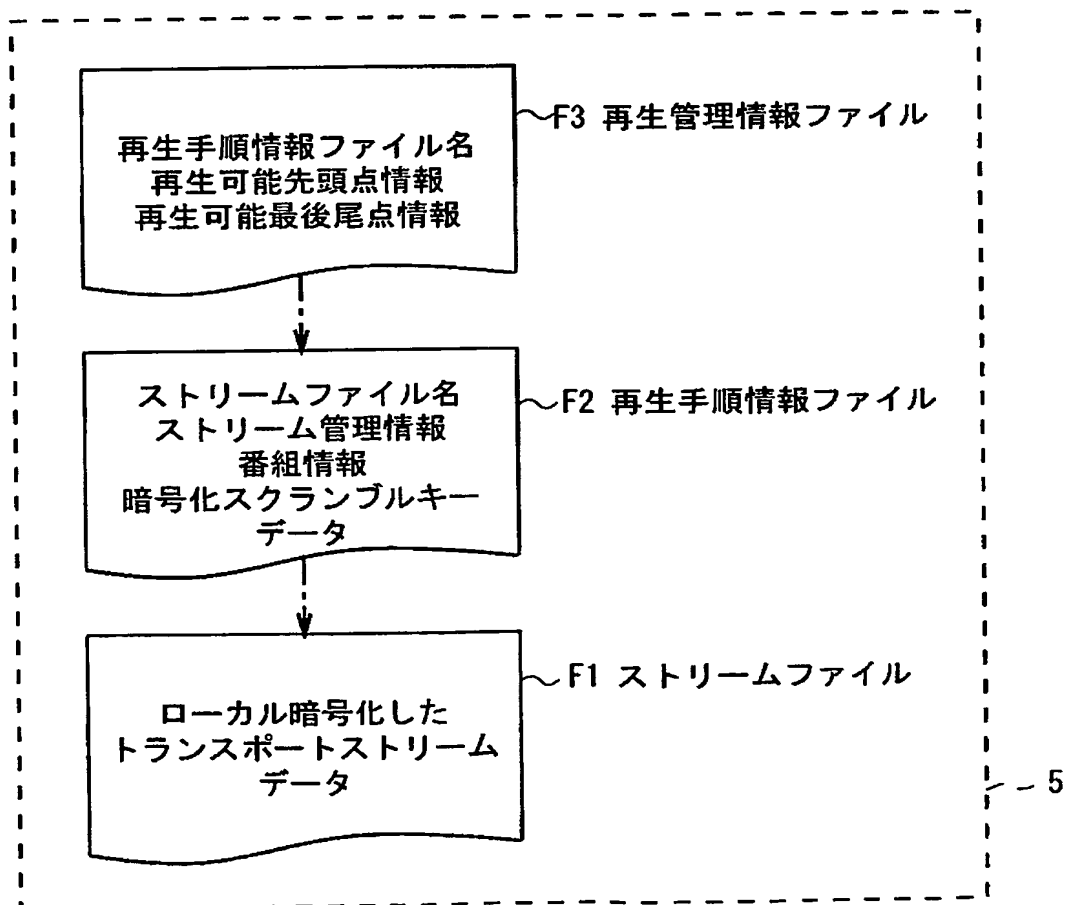 再生手順情報ファイル名
再生可能先頭点情報
再生可能最後尾点情報
F3 再生管理情報ファイル
ストリームファイル名
ストリーム管理情報
番組情報
暗号化スクランブルキー
データ
F2 再生手順情報ファイル
ローカル暗号化した
トランスポートストリーム
データ
F1 ストリームファイル
5